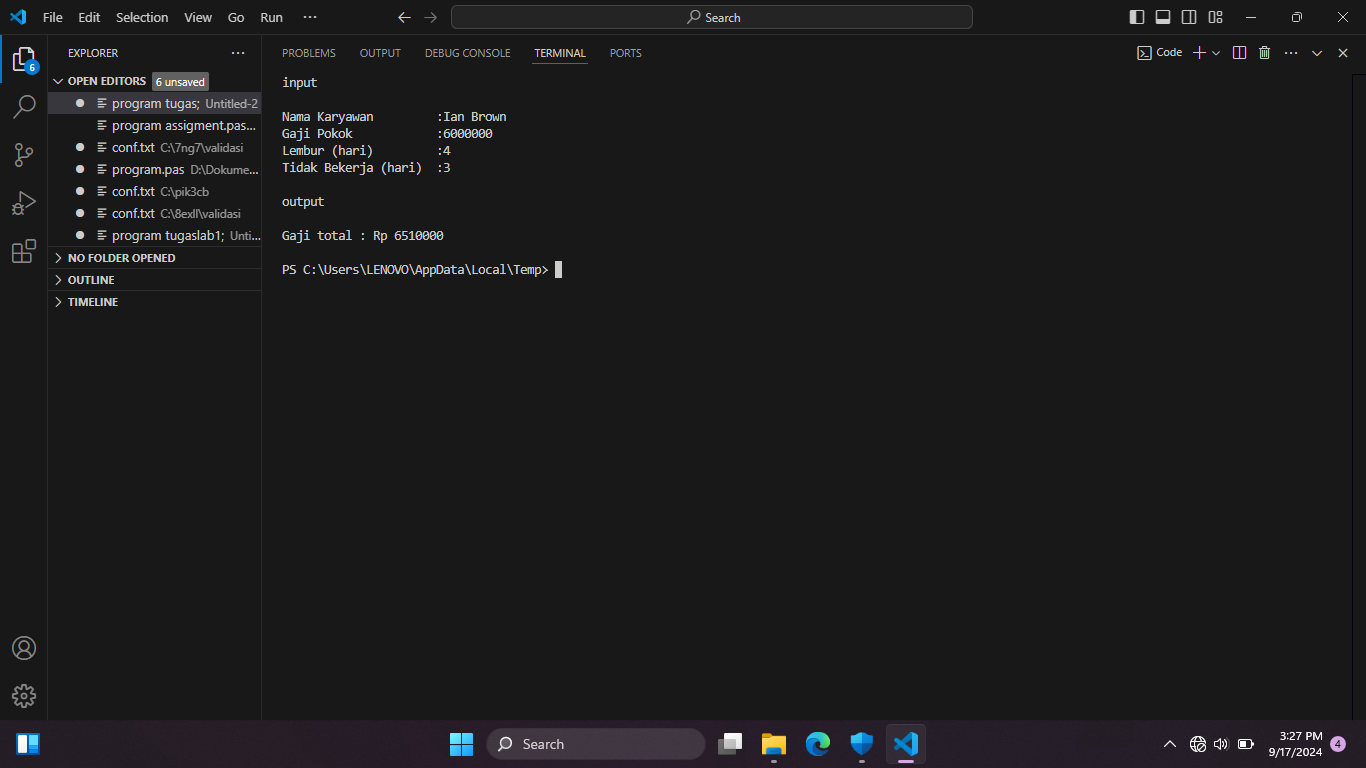 File Edit Selection View Go Run ···
Search
EXPLORER ···
OPEN EDITORS 6 unsaved
program tugas; Untitled-2
program assigment.pas...
conf.txt C:\7ng7\validasi
program.pas D:\Dokume...
conf.txt C:\pik3cb
conf.txt C:\8exll\validasi
program tugaslab1; Unti...
NO FOLDER OPENED
OUTLINE
TIMELINE
6
PROBLEMS OUTPUT DEBUG CONSOLE TERMINAL PORTS
Code
input
Nama Karyawan :Ian Brown
Gaji Pokok :6000000
Lembur (hari) :4
Tidak Bekerja (hari) :3
output
Gaji total : Rp 6510000
PS C:\Users\LENOVO\AppData\Local\Temp>
Search
3:27 PM
9/17/2024
4